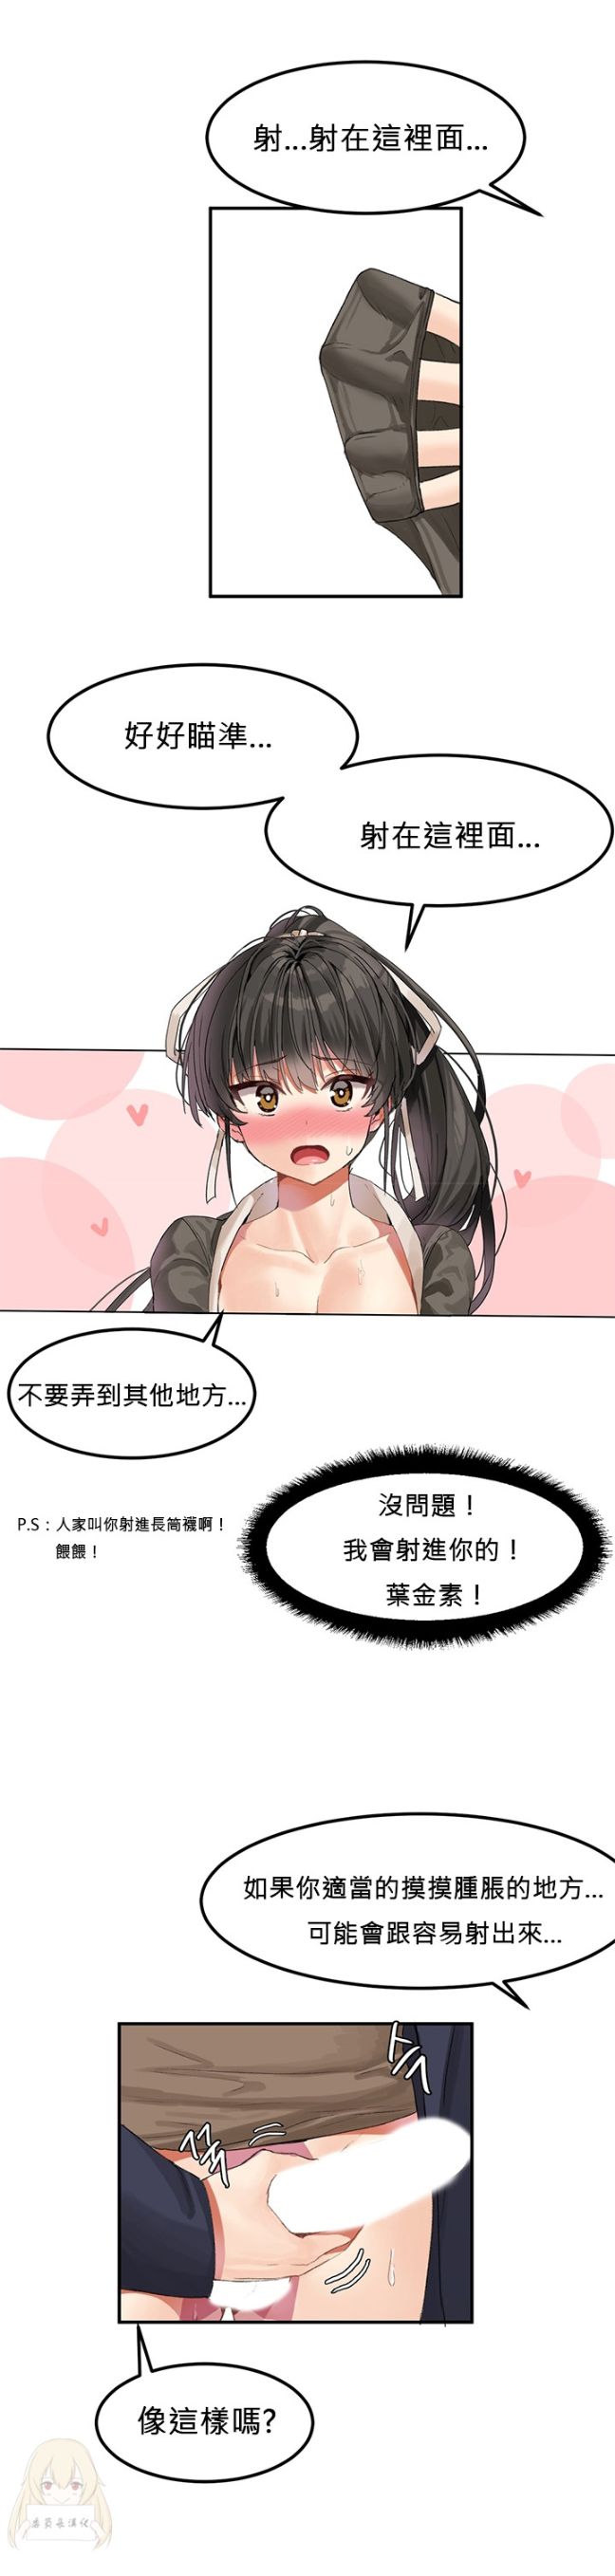 射...射在這裡面...
好好瞄準...
射在這裡面...
不要弄到其他地方...
P.S：人家叫你射進長筒襪啊！
餵餵！
沒問題！
我會射進你的！
葉金素！
如果你適當的摸摸腫脹的地方...
可能會跟容易射出來...
像這樣嗎?